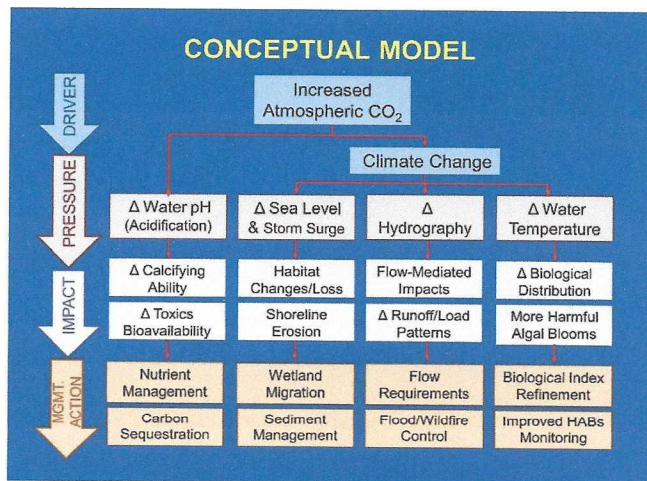 CONCEPTUAL MODEL
DRIVER
Increased
Atmospheric CO₂
Climate Change
PRESSURE
Δ Water pH
(Acidification)
Δ Sea Level
& Storm Surge
Δ
Hydrography
Δ Water
Temperature
IMPACT
Δ Calcifying
Ability
Habitat
Changes/Loss
Flow-Mediated
Impacts
Δ Biological
Distribution
Δ Toxics
Bioavailability
Shoreline
Erosion
Δ Runoff/Load
Patterns
More Harmful
Algal Blooms
MGMT.
ACTION
Nutrient
Management
Wetland
Migration
Flow
Requirements
Biological Index
Refinement
Carbon
Sequestration
Sediment
Management
Flood/Wildfire
Control
Improved HABs
Monitoring